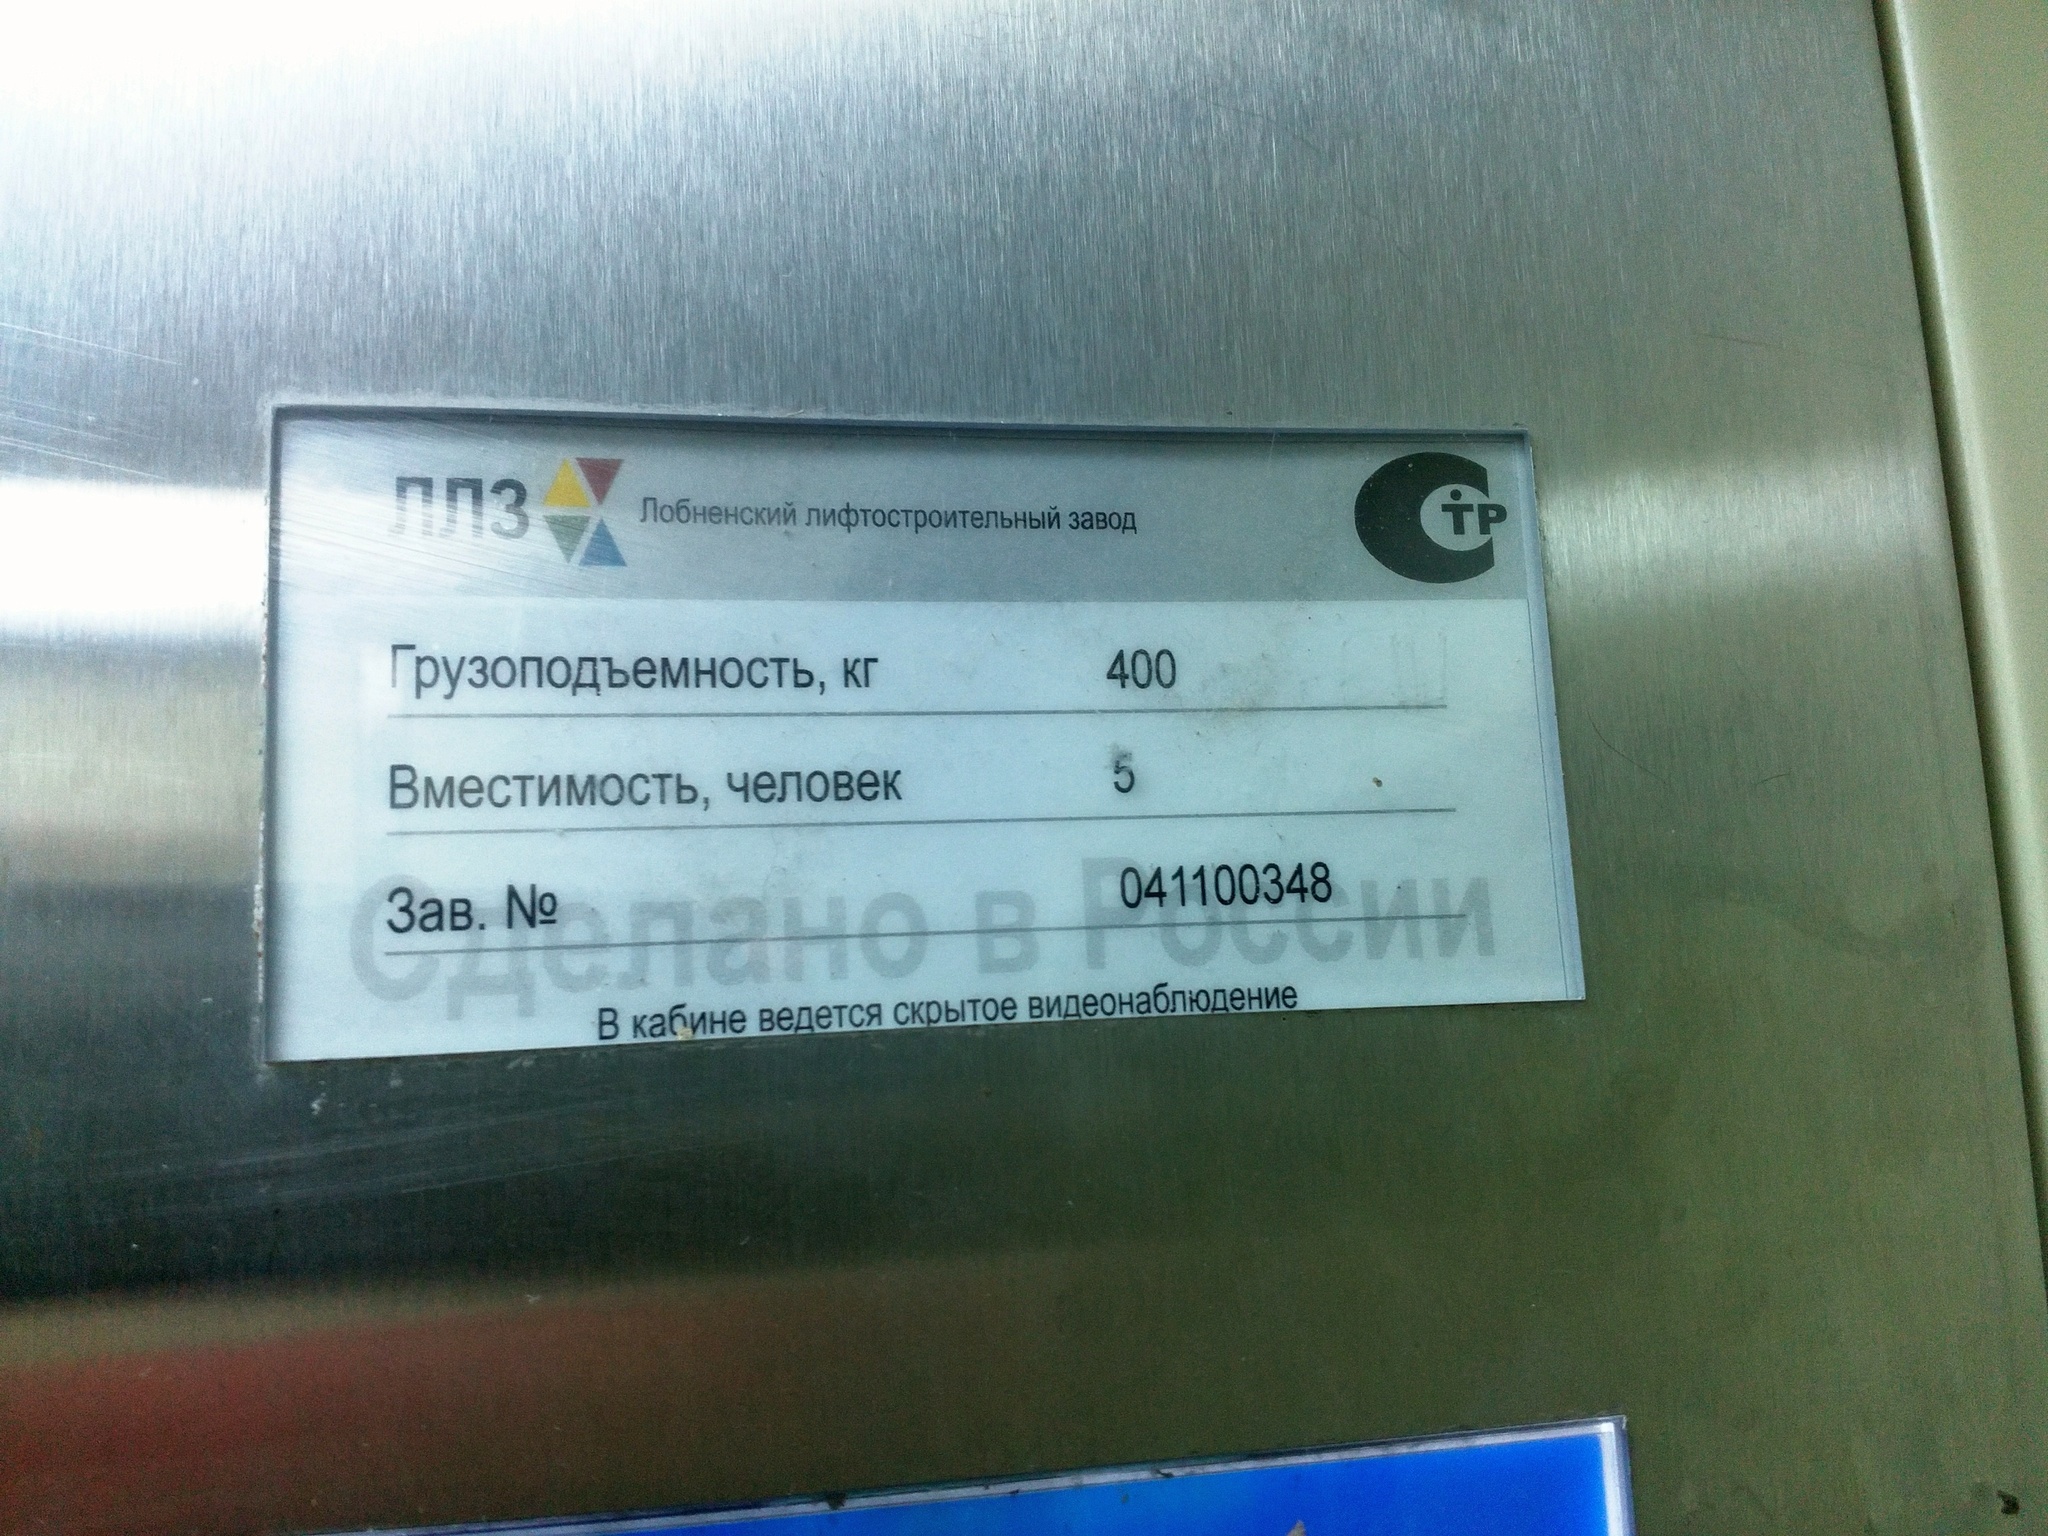 ЛЛЗ Лобненский лифтостроительный завод
СТР
Грузоподъемность, кг 400
Вместимость, человек 5
Зав. № 041100348
Сделано в России
В кабине ведется скрытое видеонаблюдение